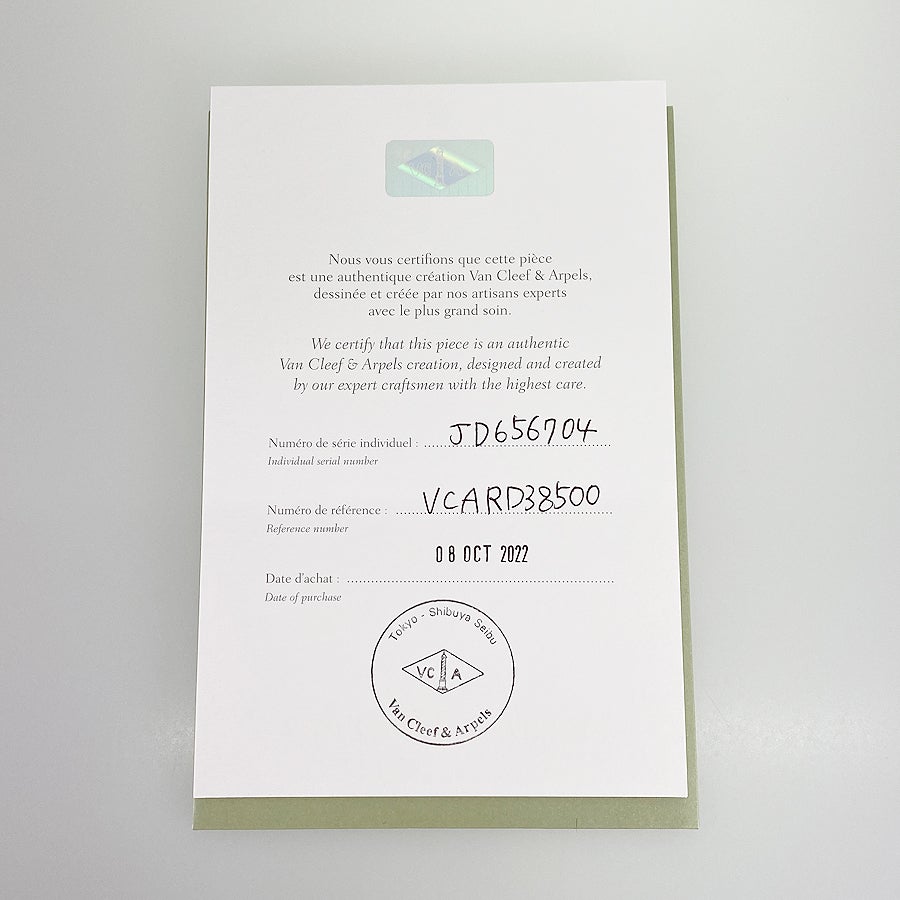 Nous vous certifions que cette pièce
est une authentique création Van Cleef & Arpels,
dessinée et créée par nos artisans experts
avec le plus grand soin.
We certify that this piece is an authentic
Van Cleef & Arpels creation, designed and created
by our expert craftsmen with the highest care.
Numéro de série individuel : JD656704
Individual serial number
Numéro de référence : VCARD38500
Reference number
08 OCT 2022
Date d'achat :
Date of purchase
Tokyo - Shibuya Seibu
VC A
Van Cleef & Arpels